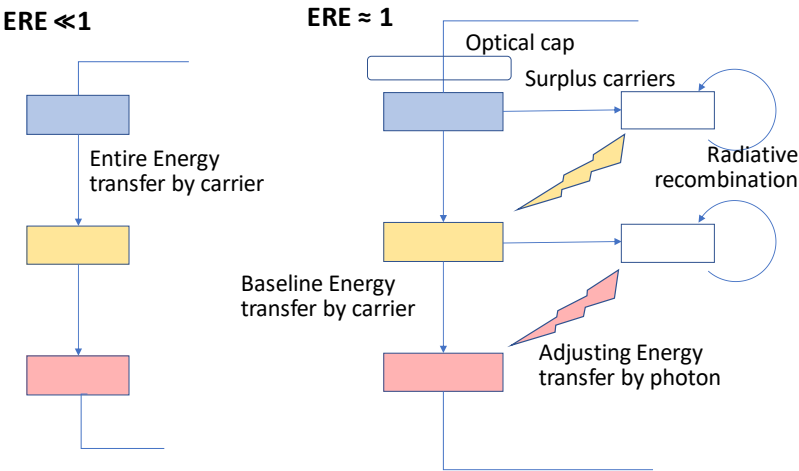 ERE ≪1
ERE ≈ 1
Optical cap
Surplus carriers
Entire Energy
transfer by carrier
Radiative
recombination
Baseline Energy
transfer by carrier
Adjusting Energy
transfer by photon